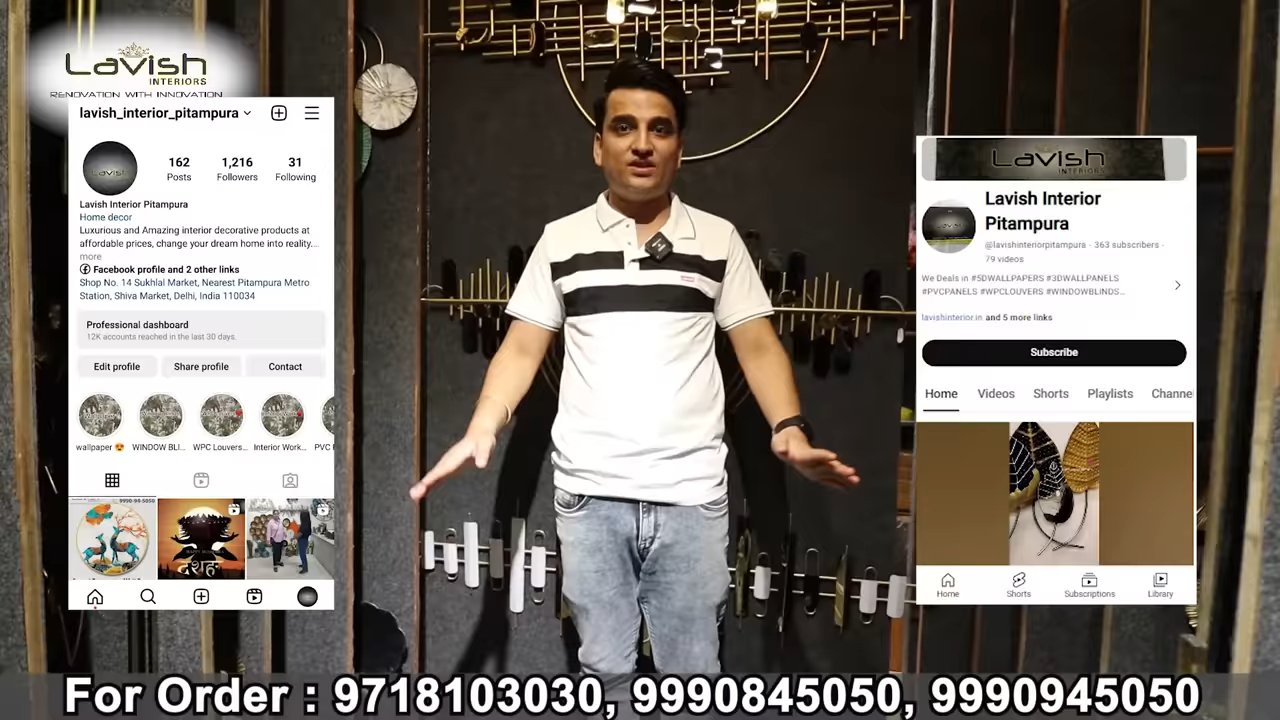 Lavish
INTERIORS
RENOVATION WITH INNOVATION
lavish_interior_pitampura
162
1,216
31
Posts
Followers
Following
Lavish Interior Pitampura
Home decor
Luxurious and Amazing interior decorative products at
affordable prices, change your dream home into reality...
more
Facebook profile and 2 other links
Shop No. 14 Sukhlal Market, Nearest Pitampura Metro
Station, Shiva Market, Delhi, India 110034
Professional dashboard
12K accounts reached in the last 30 days.
Edit profile
Share profile
Contact
wallpaper 😍
WINDOW BLI...
WPC Louvers...
Interior Work...
PVC P
9990-94-5050
Lavish
INTERIORS
Lavish Interior
Pitampura
@lavishinteriorpitampura · 363 subscribers ·
79 videos
We Deals in #5DWALLPAPERS #3DWALLPANELS
#PVCPANELS #WPCLOUVERS #WINDOWBLINDS...
lavishinterior.in and 5 more links
Subscribe
Home
Videos
Shorts
Playlists
Channe
Home
Shorts
Subscriptions
Library
For Order : 9718103030, 9990845050, 9990945050